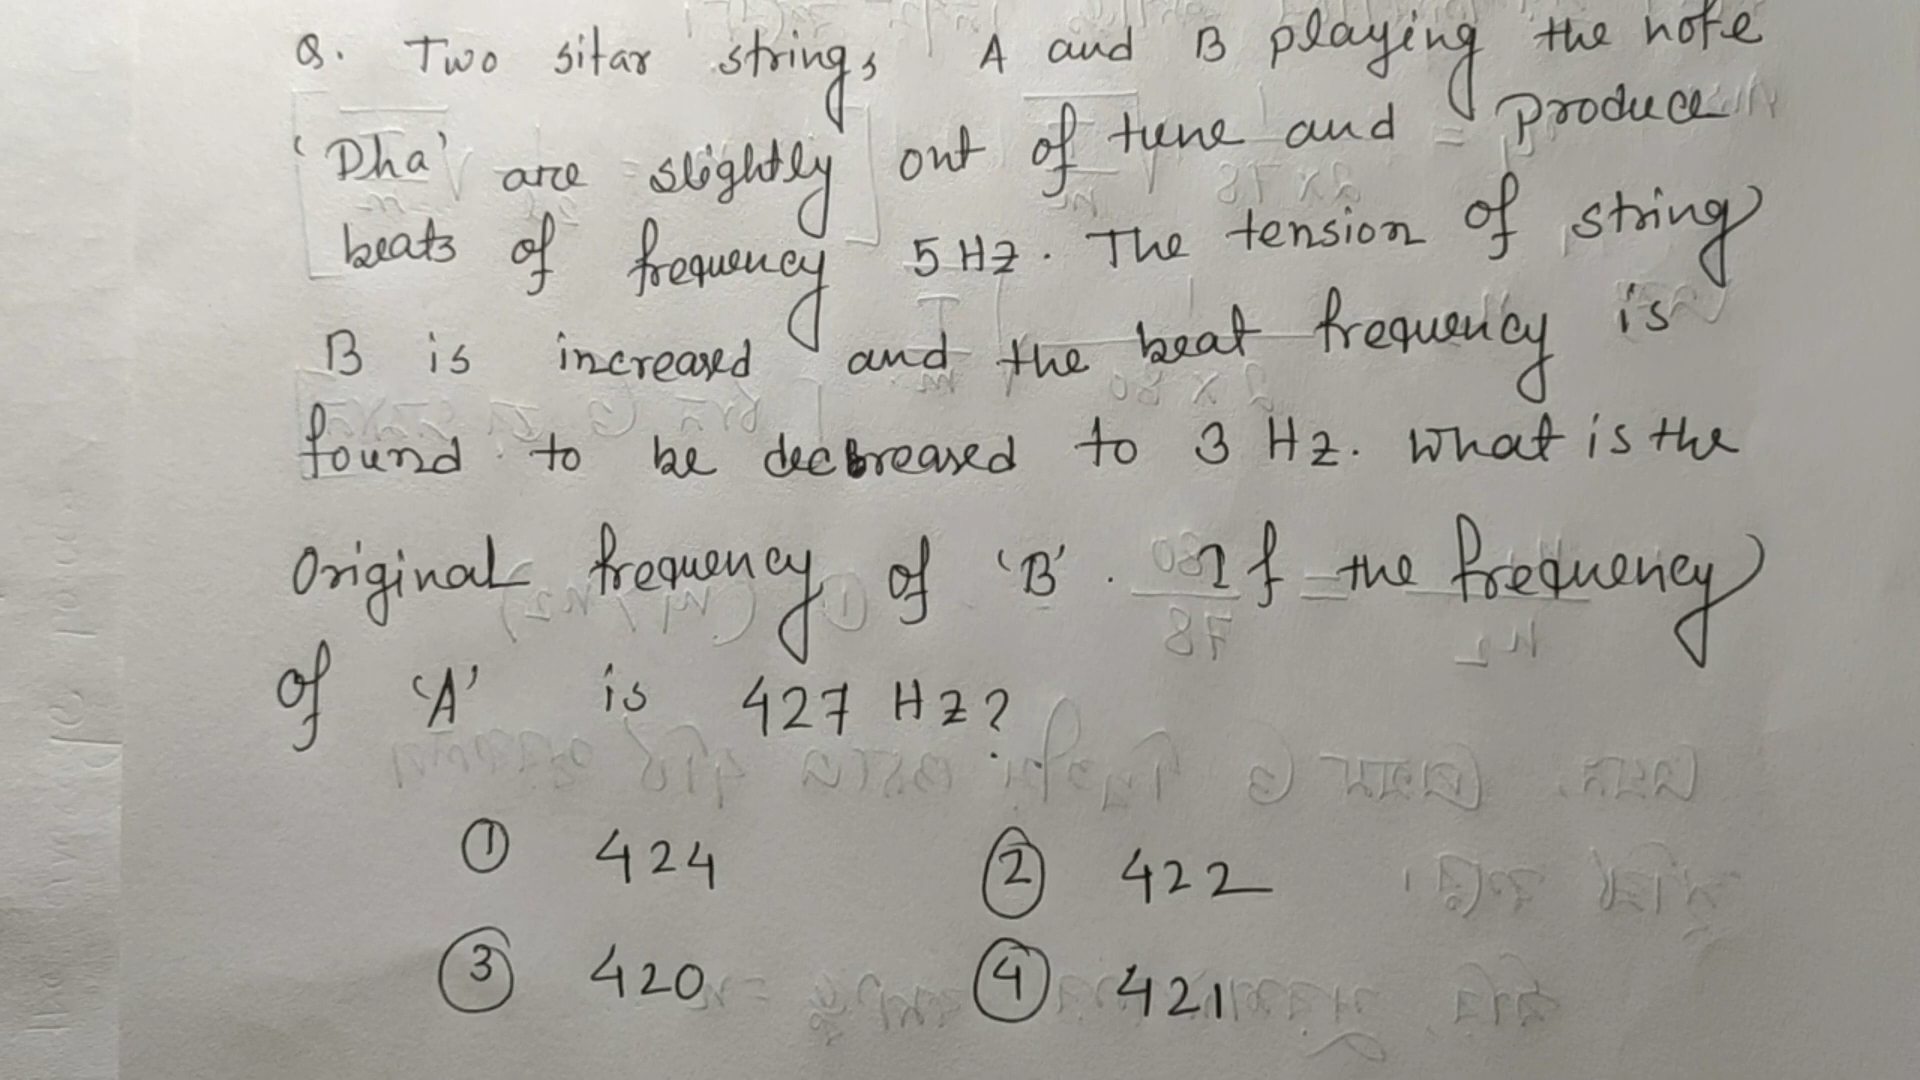 Q. Two sitar strings A and B playing the note
'Dha' are slightly out of tune and produce
beats of frequency 5 Hz. The tension of string
B is increased and the beat frequency is
found to be decreased to 3 Hz. What is the
Original frequency of 'B'. If the frequency
of 'A' is 427 Hz?
① 424 ② 422
③ 420 ④ 421